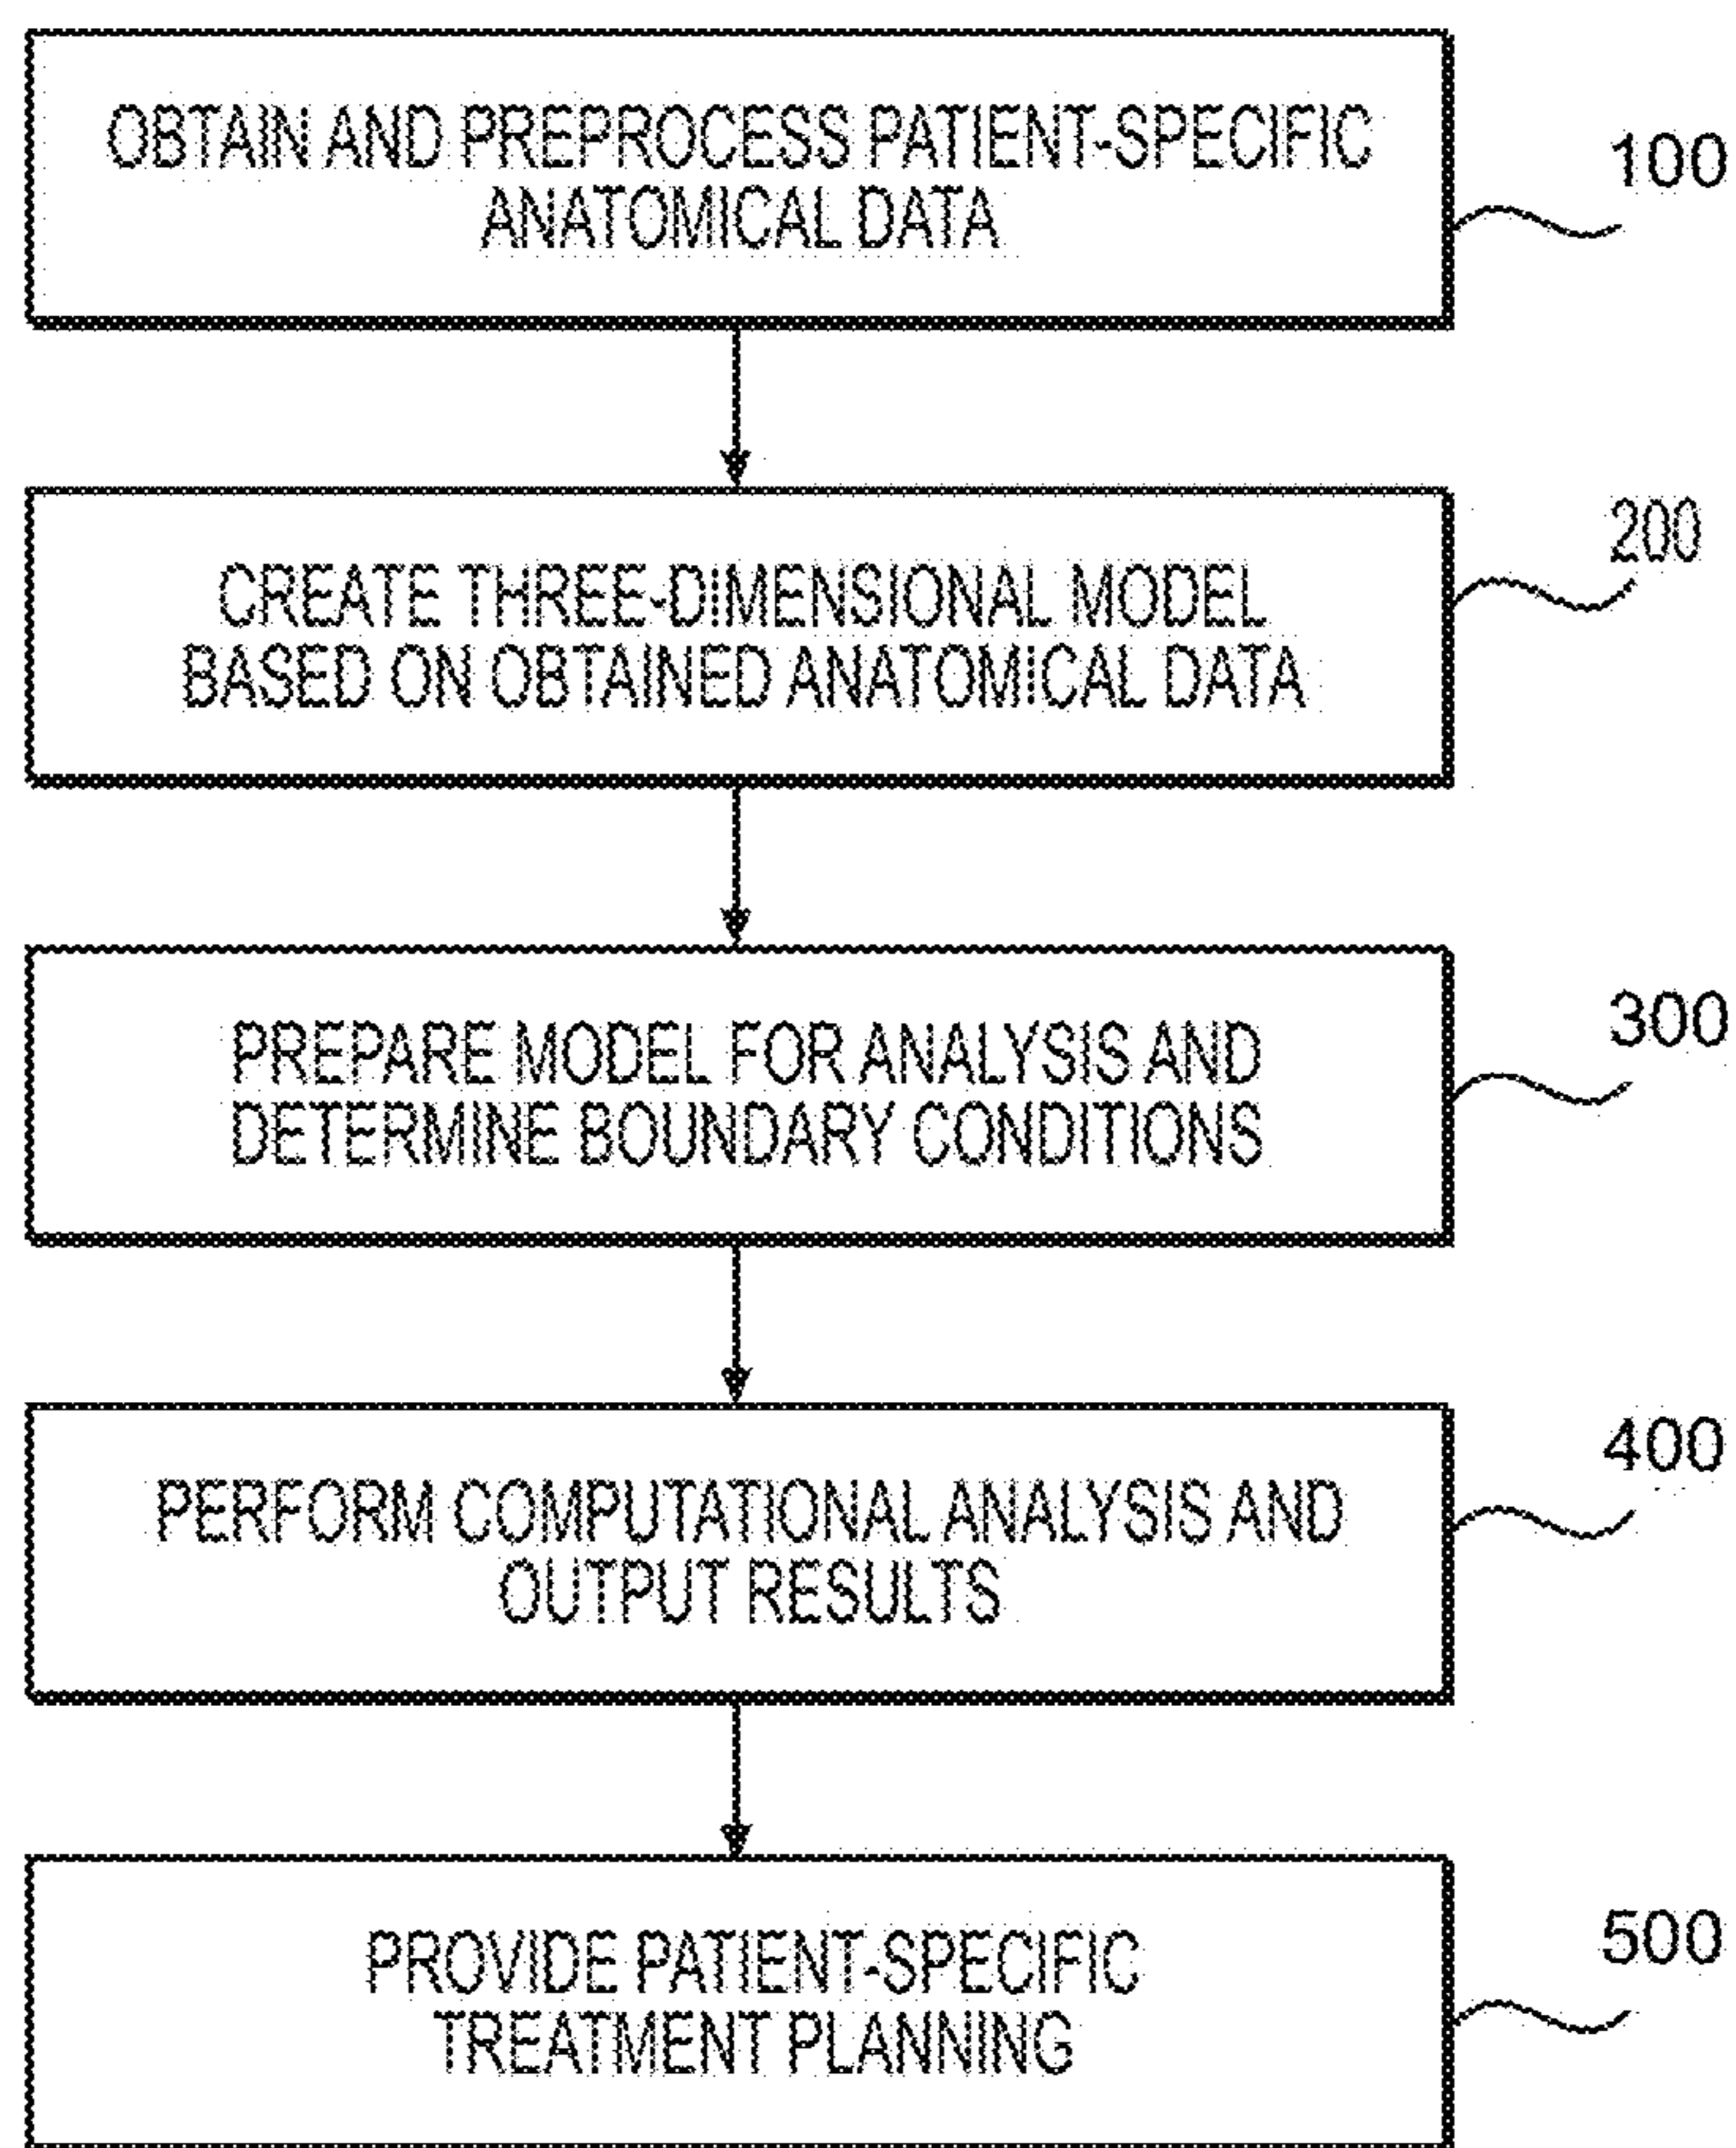 OBTAIN AND PREPROCESS PATIENT-SPECIFIC
ANATOMICAL DATA
100
CREATE THREE-DIMENSIONAL MODEL
BASED ON OBTAINED ANATOMICAL DATA
200
PREPARE MODEL FOR ANALYSIS AND
DETERMINE BOUNDARY CONDITIONS
300
PERFORM COMPUTATIONAL ANALYSIS AND
OUTPUT RESULTS
400
PROVIDE PATIENT-SPECIFIC
TREATMENT PLANNING
500